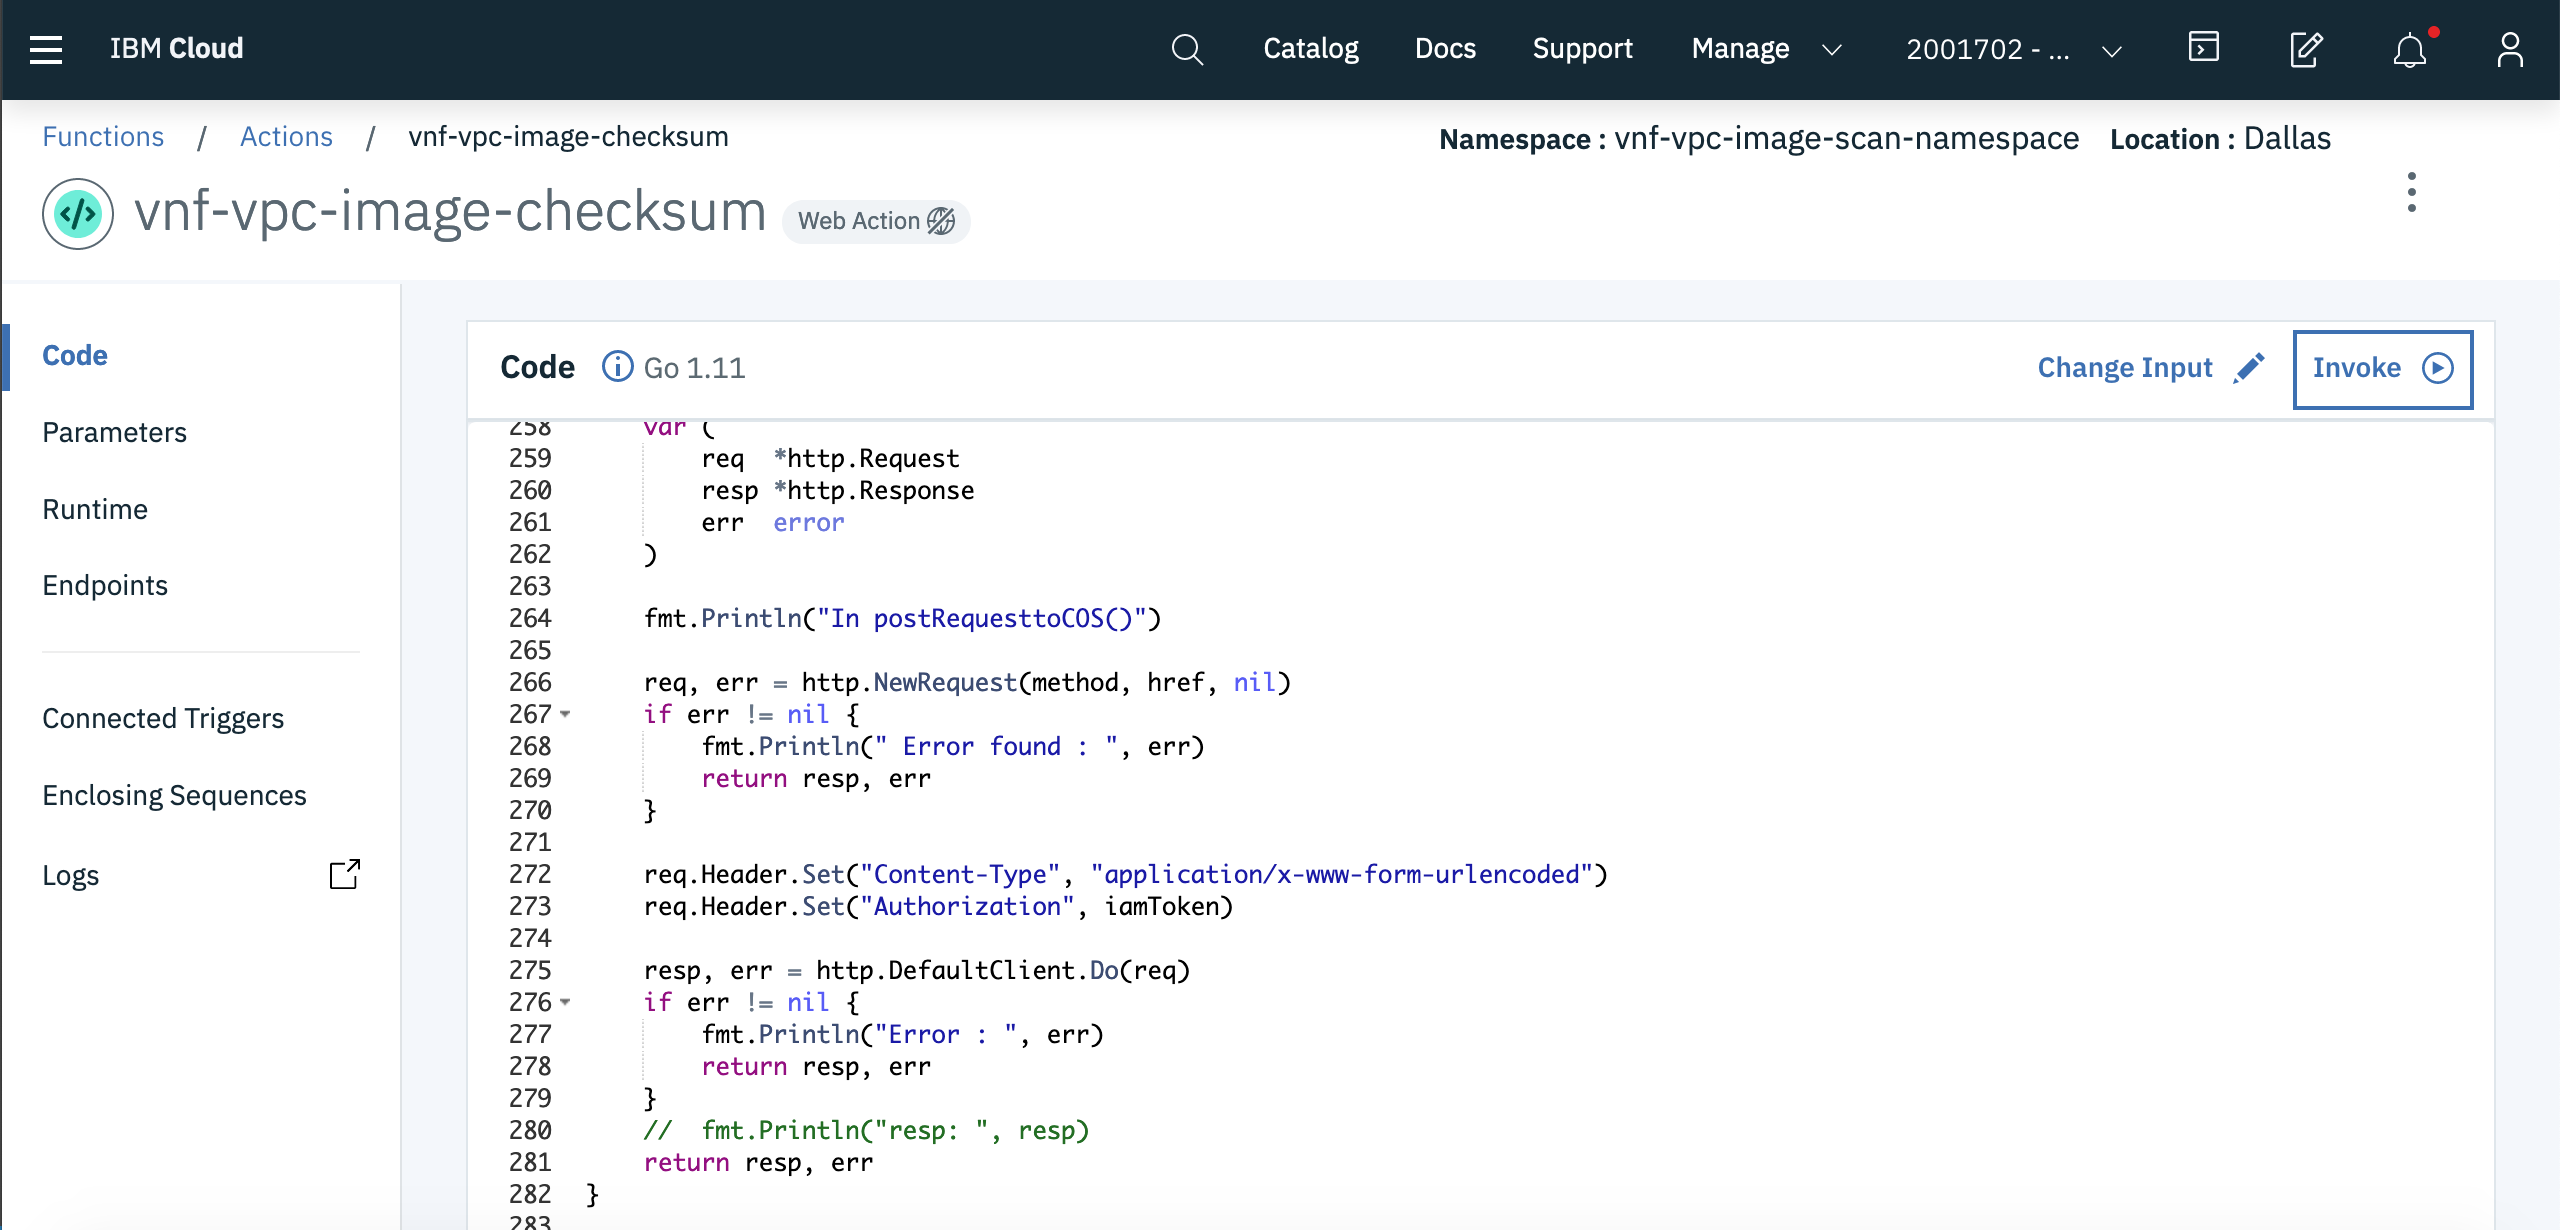 IBM Cloud Catalog Docs Support Manage 2001702 - ...
Functions / Actions / vnf-vpc-image-checksum Namespace : vnf-vpc-image-scan-namespace Location : Dallas
vnf-vpc-image-checksum Web Action
Code
Parameters
Runtime
Endpoints
Connected Triggers
Enclosing Sequences
Logs
Code Go 1.11 Change Input Invoke
258 var (
259 req *http.Request
260 resp *http.Response
261 err error
262 )
263
264 fmt.Println("In postRequesttoCOS()")
265
266 req, err = http.NewRequest(method, href, nil)
267 if err != nil {
268 fmt.Println(" Error found : ", err)
269 return resp, err
270 }
271
272 req.Header.Set("Content-Type", "application/x-www-form-urlencoded")
273 req.Header.Set("Authorization", iamToken)
274
275 resp, err = http.DefaultClient.Do(req)
276 if err != nil {
277 fmt.Println("Error : ", err)
278 return resp, err
279 }
280 // fmt.Println("resp: ", resp)
281 return resp, err
282 }
283